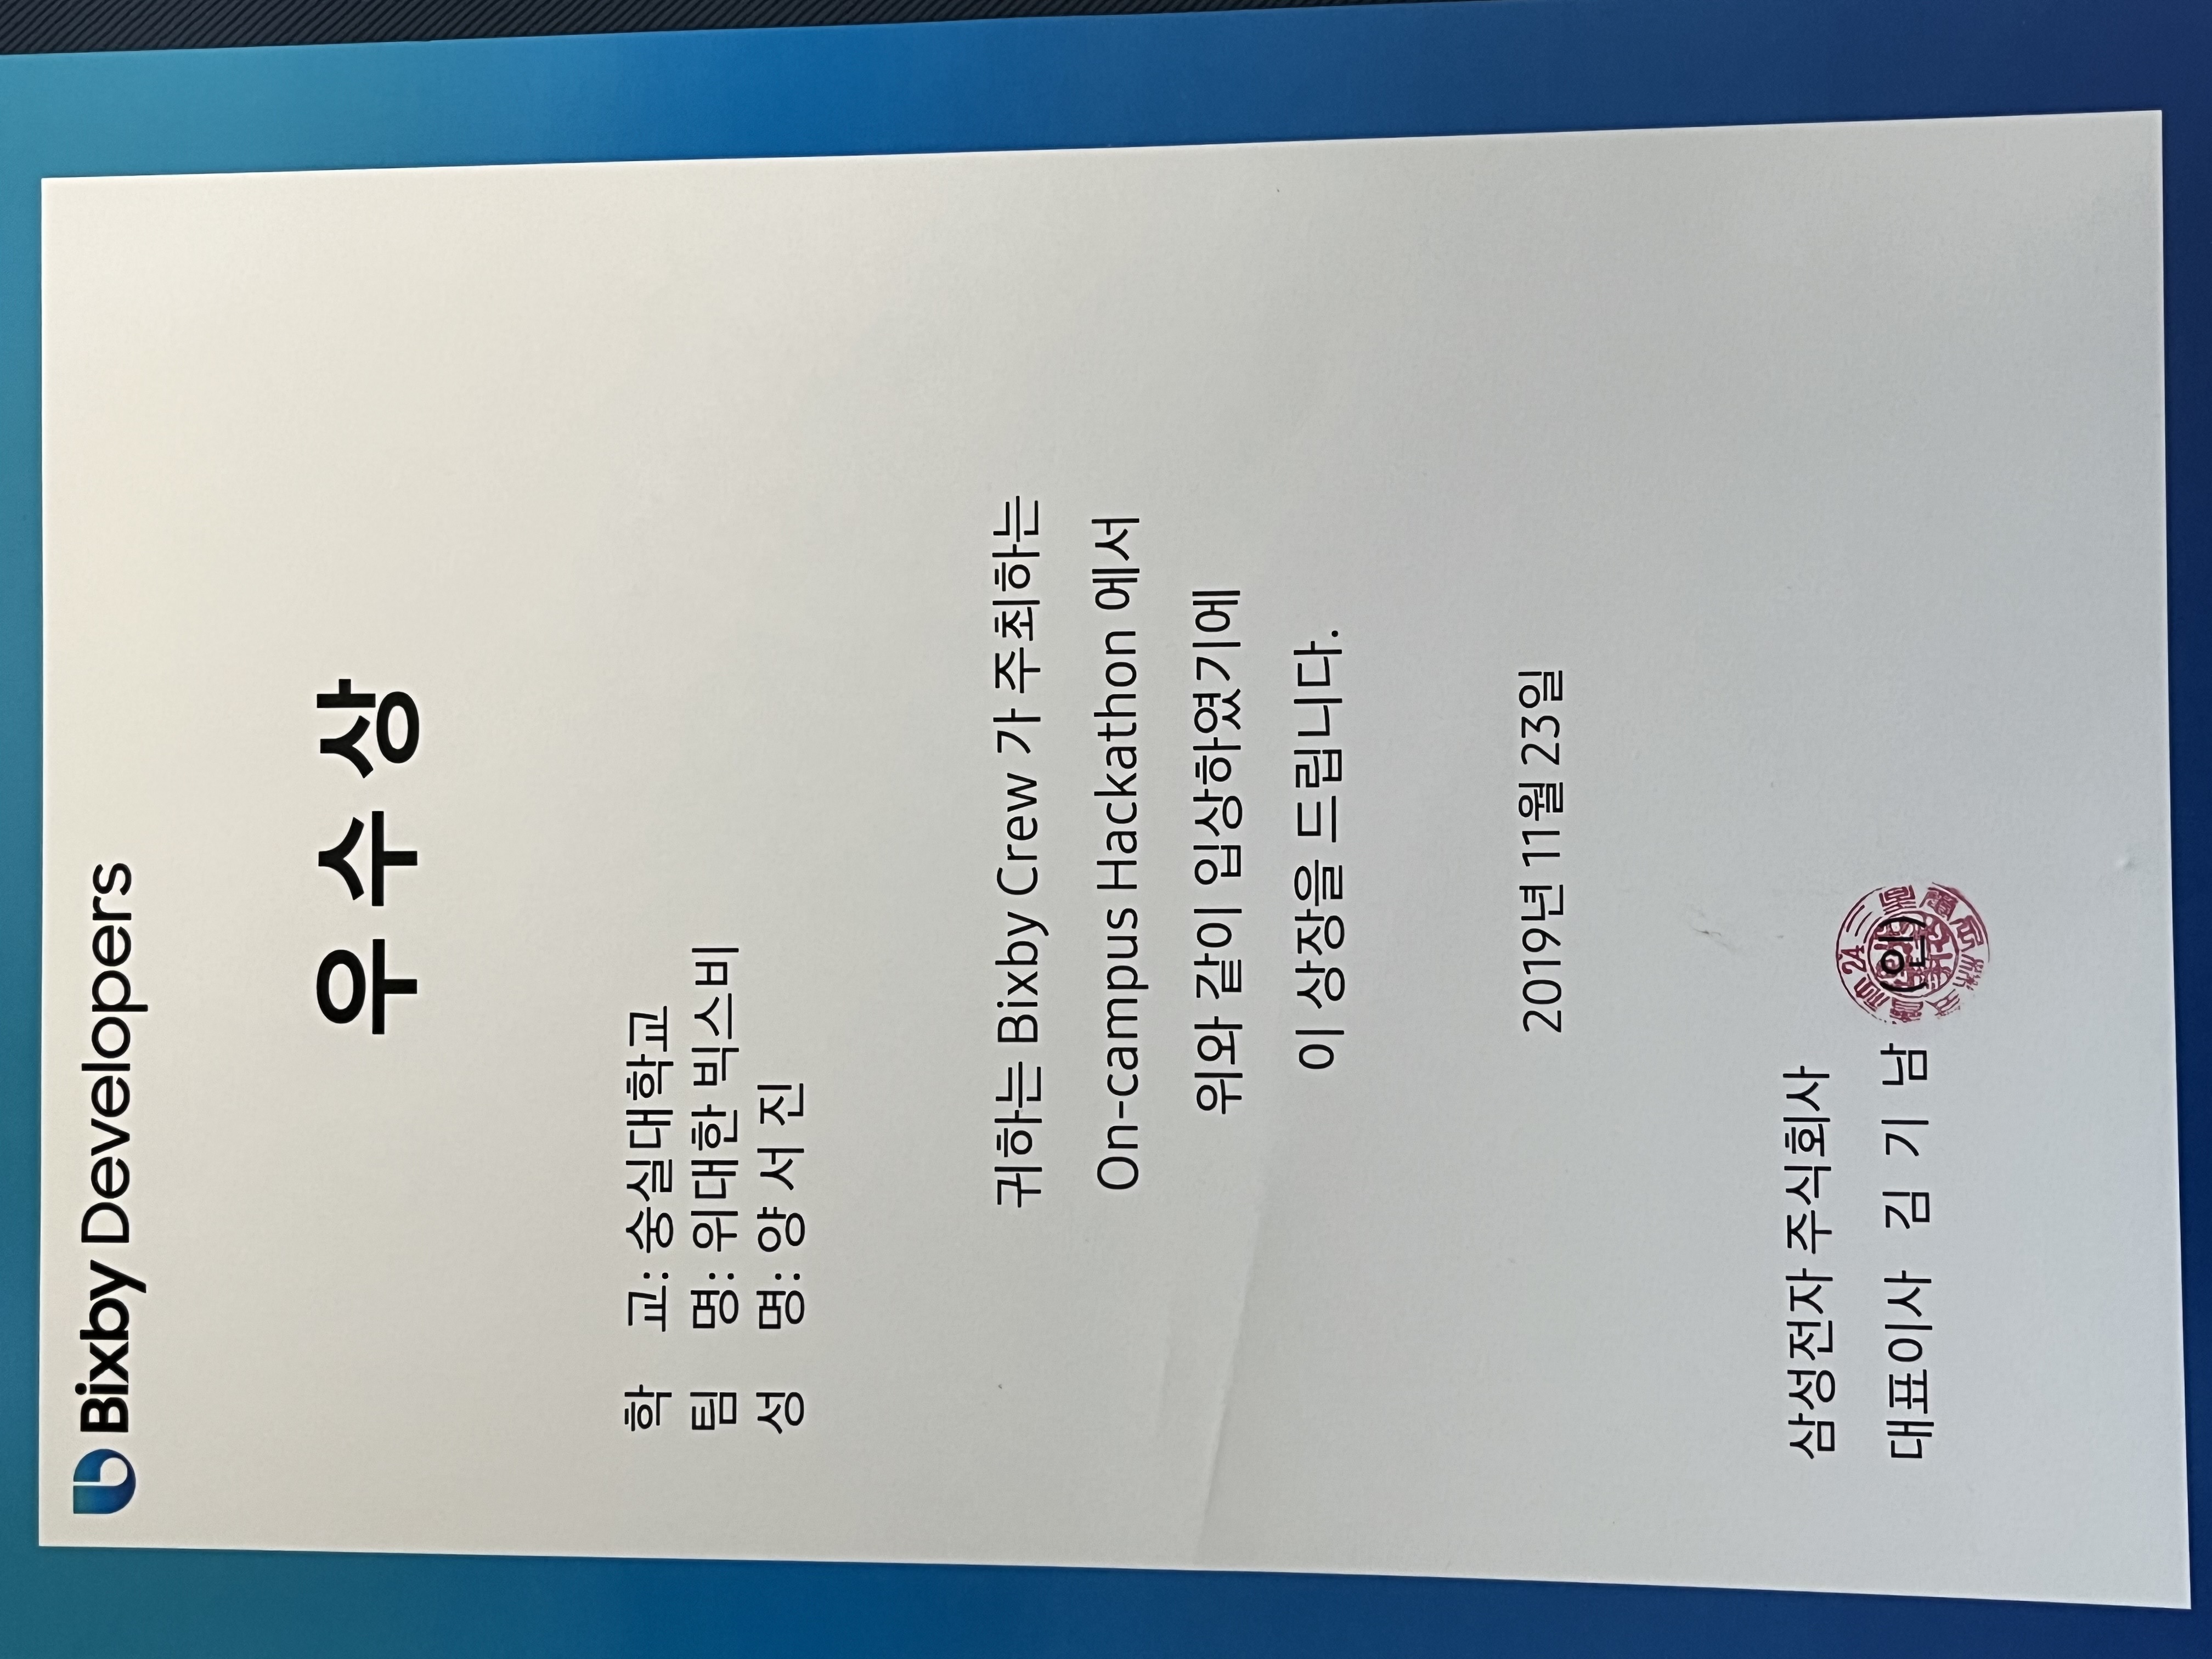 Bixby Developers
우수상
학 교: 숭실대학교
팀 명: 위대한 빅스비
성 명: 양 서 진
귀하는 Bixby Crew 가 주최하는
On-campus Hackathon 에서
위와 같이 입상하였기에
이 상장을 드립니다.
2019년 11월 23일
삼성전자 주식회사
대표이사 김 기 남 (인)
24